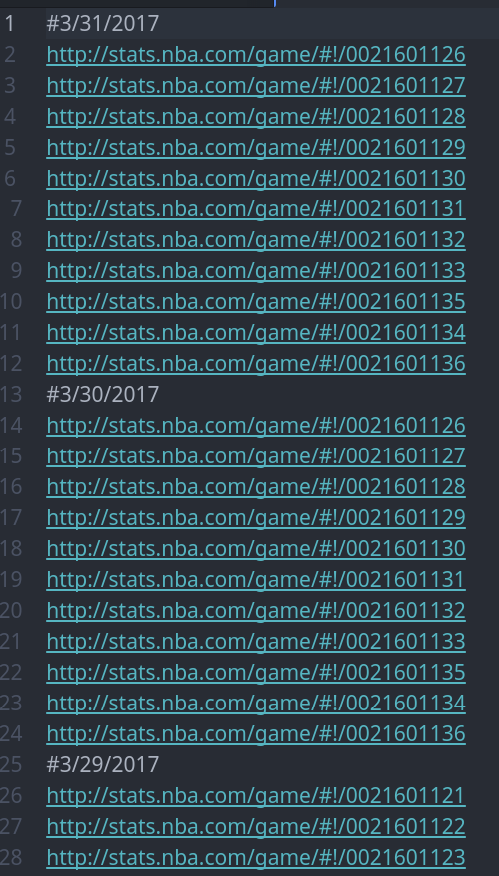 1 #3/31/2017
2 http://stats.nba.com/game/#!/0021601126
3 http://stats.nba.com/game/#!/0021601127
4 http://stats.nba.com/game/#!/0021601128
5 http://stats.nba.com/game/#!/0021601129
6 http://stats.nba.com/game/#!/0021601130
7 http://stats.nba.com/game/#!/0021601131
8 http://stats.nba.com/game/#!/0021601132
9 http://stats.nba.com/game/#!/0021601133
10 http://stats.nba.com/game/#!/0021601135
11 http://stats.nba.com/game/#!/0021601134
12 http://stats.nba.com/game/#!/0021601136
13 #3/30/2017
14 http://stats.nba.com/game/#!/0021601126
15 http://stats.nba.com/game/#!/0021601127
16 http://stats.nba.com/game/#!/0021601128
17 http://stats.nba.com/game/#!/0021601129
18 http://stats.nba.com/game/#!/0021601130
19 http://stats.nba.com/game/#!/0021601131
20 http://stats.nba.com/game/#!/0021601132
21 http://stats.nba.com/game/#!/0021601133
22 http://stats.nba.com/game/#!/0021601135
23 http://stats.nba.com/game/#!/0021601134
24 http://stats.nba.com/game/#!/0021601136
25 #3/29/2017
26 http://stats.nba.com/game/#!/0021601121
27 http://stats.nba.com/game/#!/0021601122
28 http://stats.nba.com/game/#!/0021601123